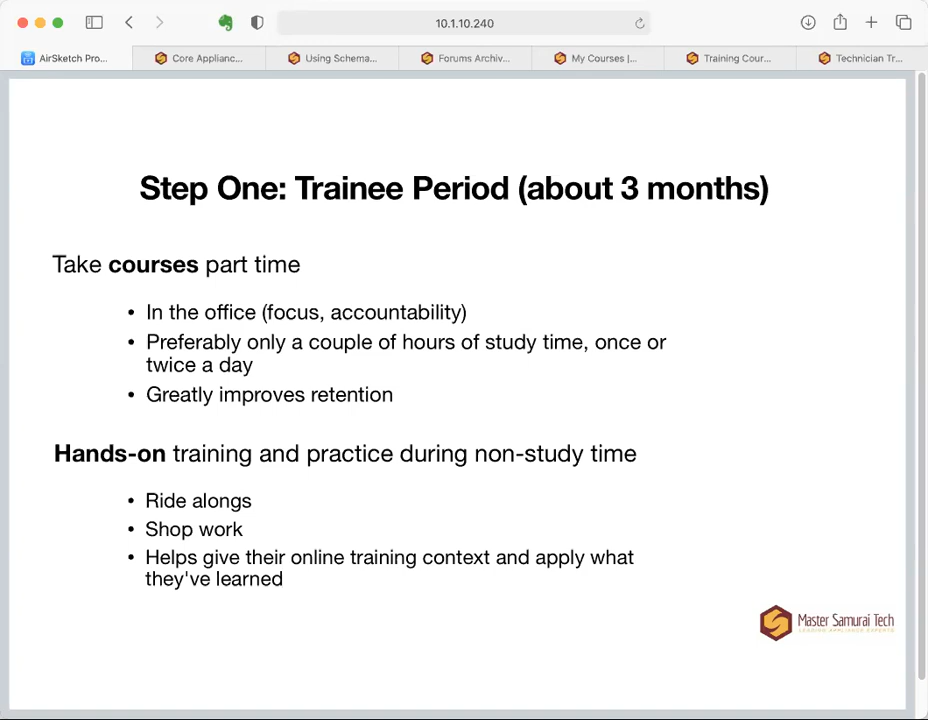 10.1.10.240
AirSketch Pro...
Core Applianc...
Using Schema...
Forums Archiv...
My Courses |...
Training Cour...
Technician Tr...
Step One: Trainee Period (about 3 months)
Take courses part time
• In the office (focus, accountability)
• Preferably only a couple of hours of study time, once or
twice a day
• Greatly improves retention
Hands-on training and practice during non-study time
• Ride alongs
• Shop work
• Helps give their online training context and apply what
they've learned
Master Samurai Tech